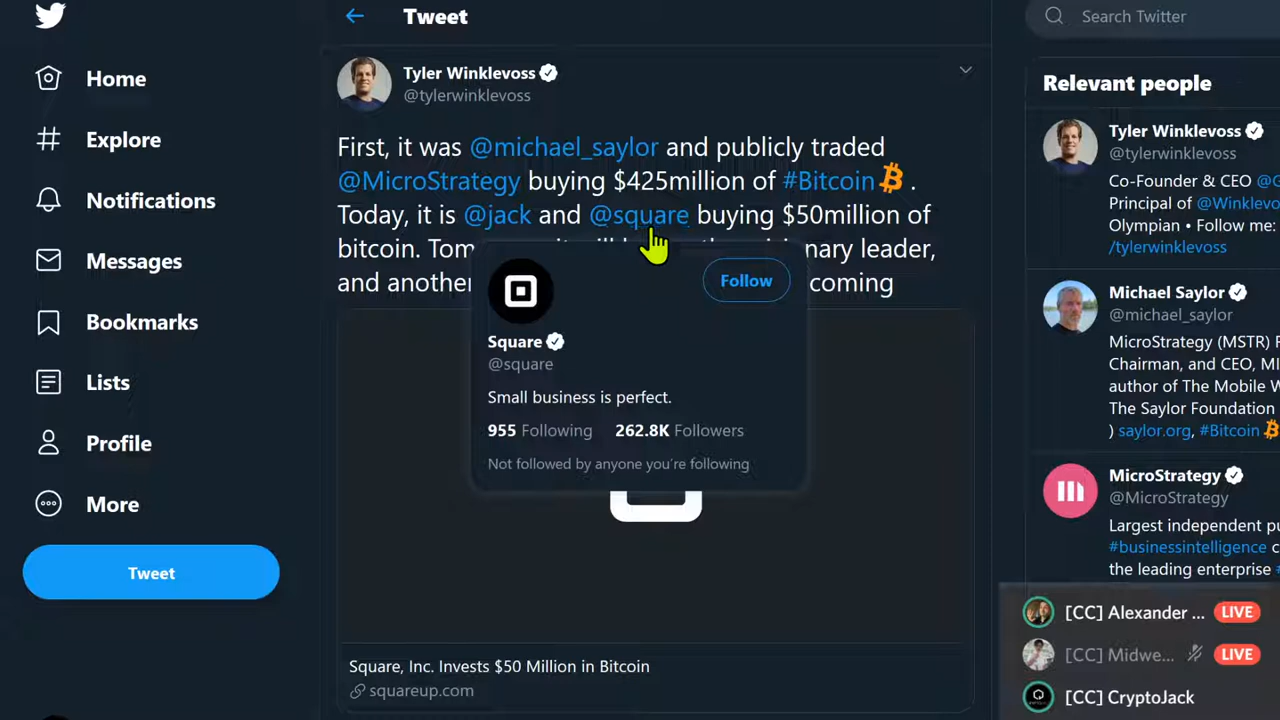 Home
Explore
Notifications
Messages
Bookmarks
Lists
Profile
More
Tweet
Tweet
Tyler Winklevoss
@tylerwinklevoss
First, it was @michael_saylor and publicly traded
@MicroStrategy buying $425million of #Bitcoin .
Today, it is @jack and @square buying $50million of
bitcoin. leader,
and another coming
Follow
Square
@square
Small business is perfect.
955 Following 262.8K Followers
Not followed by anyone you're following
Square, Inc. Invests $50 Million in Bitcoin
squareup.com
Search Twitter
Relevant people
Tyler Winklevoss
@tylerwinklevoss
Co-Founder & CEO @G
Principal of @Winklevo
Olympian • Follow me:
/tylerwinklevoss
Michael Saylor
@michael_saylor
MicroStrategy (MSTR) F
Chairman, and CEO, MI
author of The Mobile W
The Saylor Foundation
) saylor.org, #Bitcoin
MicroStrategy
@MicroStrategy
Largest independent pu
#businessintelligence c
the leading enterprise
[CC] Alexander ... LIVE
[CC] Midwe... LIVE
[CC] CryptoJack